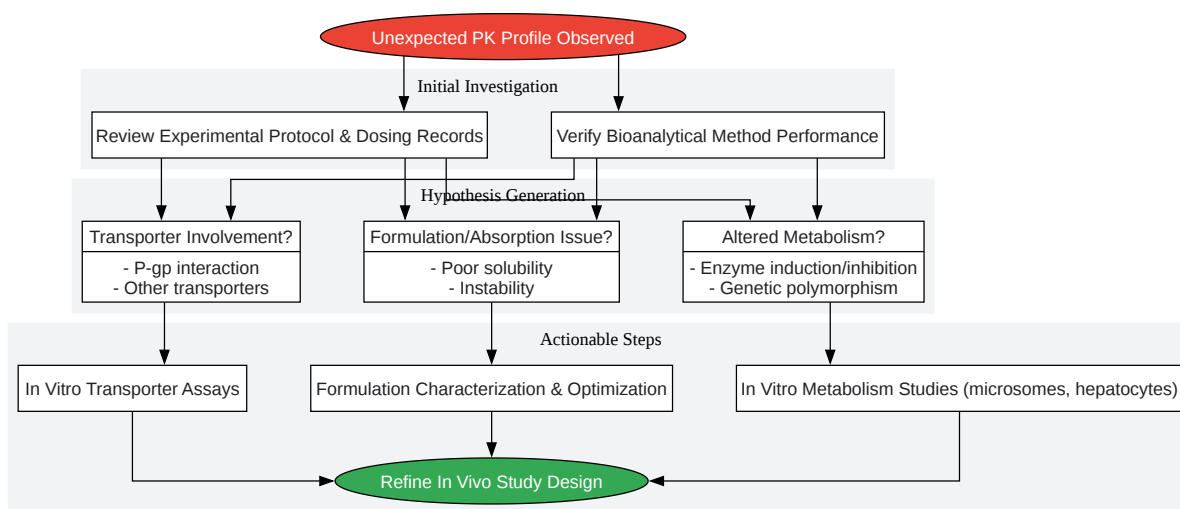 Unexpected PK Profile Observed
Initial Investigation
Review Experimental Protocol & Dosing Records
Verify Bioanalytical Method Performance
Hypothesis Generation
Transporter Involvement?
- P-gp interaction
- Other transporters
Formulation/Absorption Issue?
- Poor solubility
- Instability
Altered Metabolism?
- Enzyme induction/inhibition
- Genetic polymorphism
Actionable Steps
In Vitro Transporter Assays
Formulation Characterization & Optimization
In Vitro Metabolism Studies (microsomes, hepatocytes)
Refine In Vivo Study Design